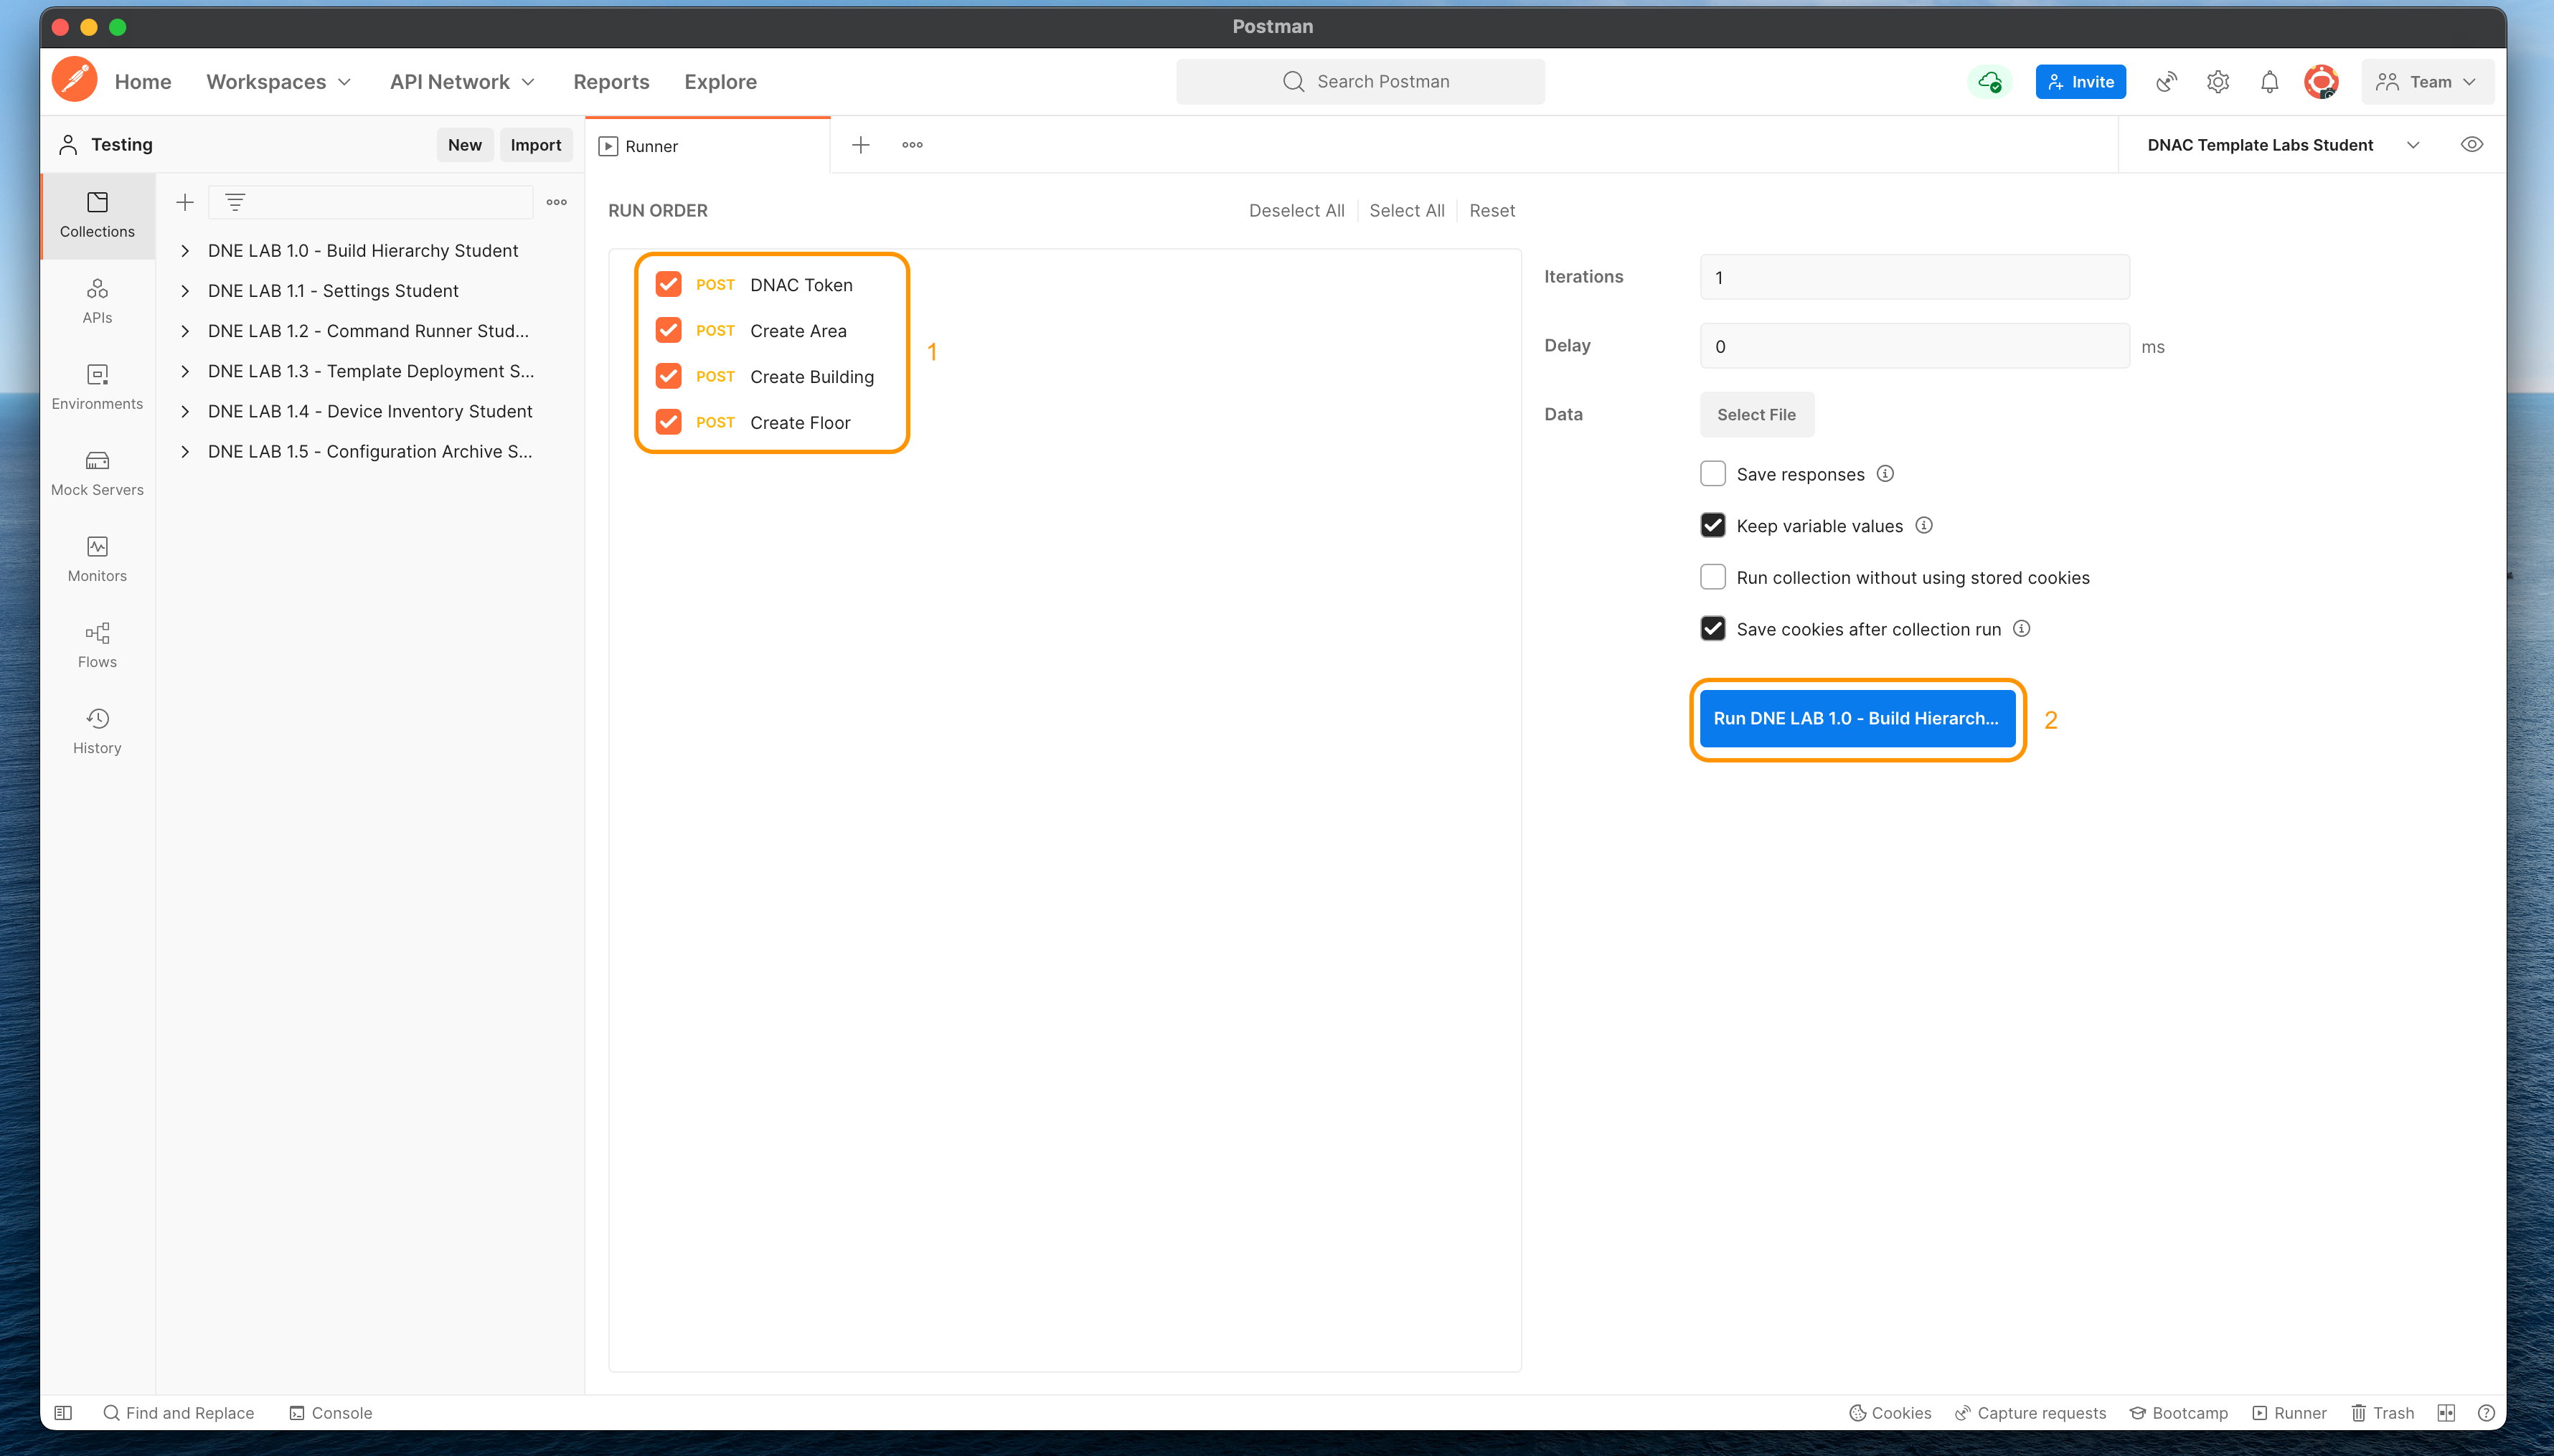 Postman
Home Workspaces API Network Reports Explore Search Postman Invite Team
Testing New Import Runner DNAC Template Labs Student
Collections
APIs
Environments
Mock Servers
Monitors
Flows
History
DNE LAB 1.0 - Build Hierarchy Student
DNE LAB 1.1 - Settings Student
DNE LAB 1.2 - Command Runner Stud...
DNE LAB 1.3 - Template Deployment S...
DNE LAB 1.4 - Device Inventory Student
DNE LAB 1.5 - Configuration Archive S...
RUN ORDER Deselect All Select All Reset
POST DNAC Token
POST Create Area
POST Create Building
POST Create Floor
1
Iterations 1
Delay 0 ms
Data Select File
Save responses
Keep variable values
Run collection without using stored cookies
Save cookies after collection run
Run DNE LAB 1.0 - Build Hierarch... 2
Find and Replace Console Cookies Capture requests Bootcamp Runner Trash